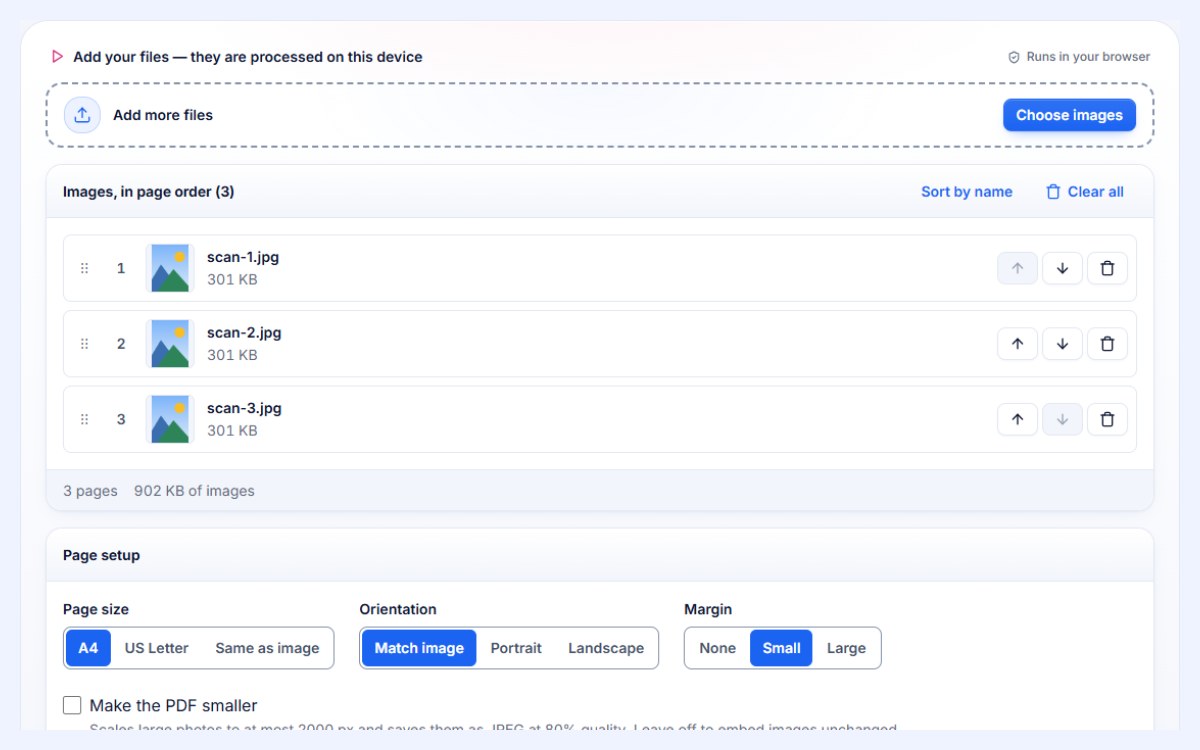 Add your files — they are processed on this device
Runs in your browser
Add more files
Choose images
Images, in page order (3)
Sort by name
Clear all
1
scan-1.jpg
301 KB
2
scan-2.jpg
301 KB
3
scan-3.jpg
301 KB
3 pages 902 KB of images
Page setup
Page size
Orientation
Margin
A4 US Letter Same as image
Match image Portrait Landscape
None Small Large
Make the PDF smaller
Scales large photos to at most 2000 px and saves them as JPEG at 80% quality. Leave off to embed images unchanged.